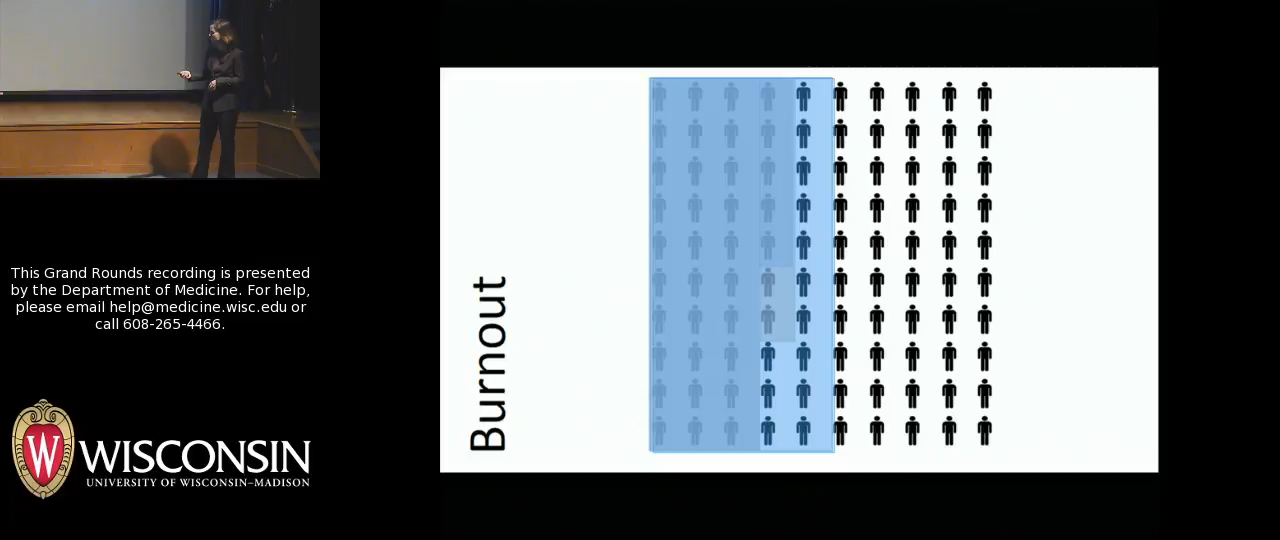 This Grand Rounds recording is presented
by the Department of Medicine. For help,
please email help@medicine.wisc.edu or
call 608-265-4466.
W
WISCONSIN
UNIVERSITY OF WISCONSIN–MADISON
Burnout